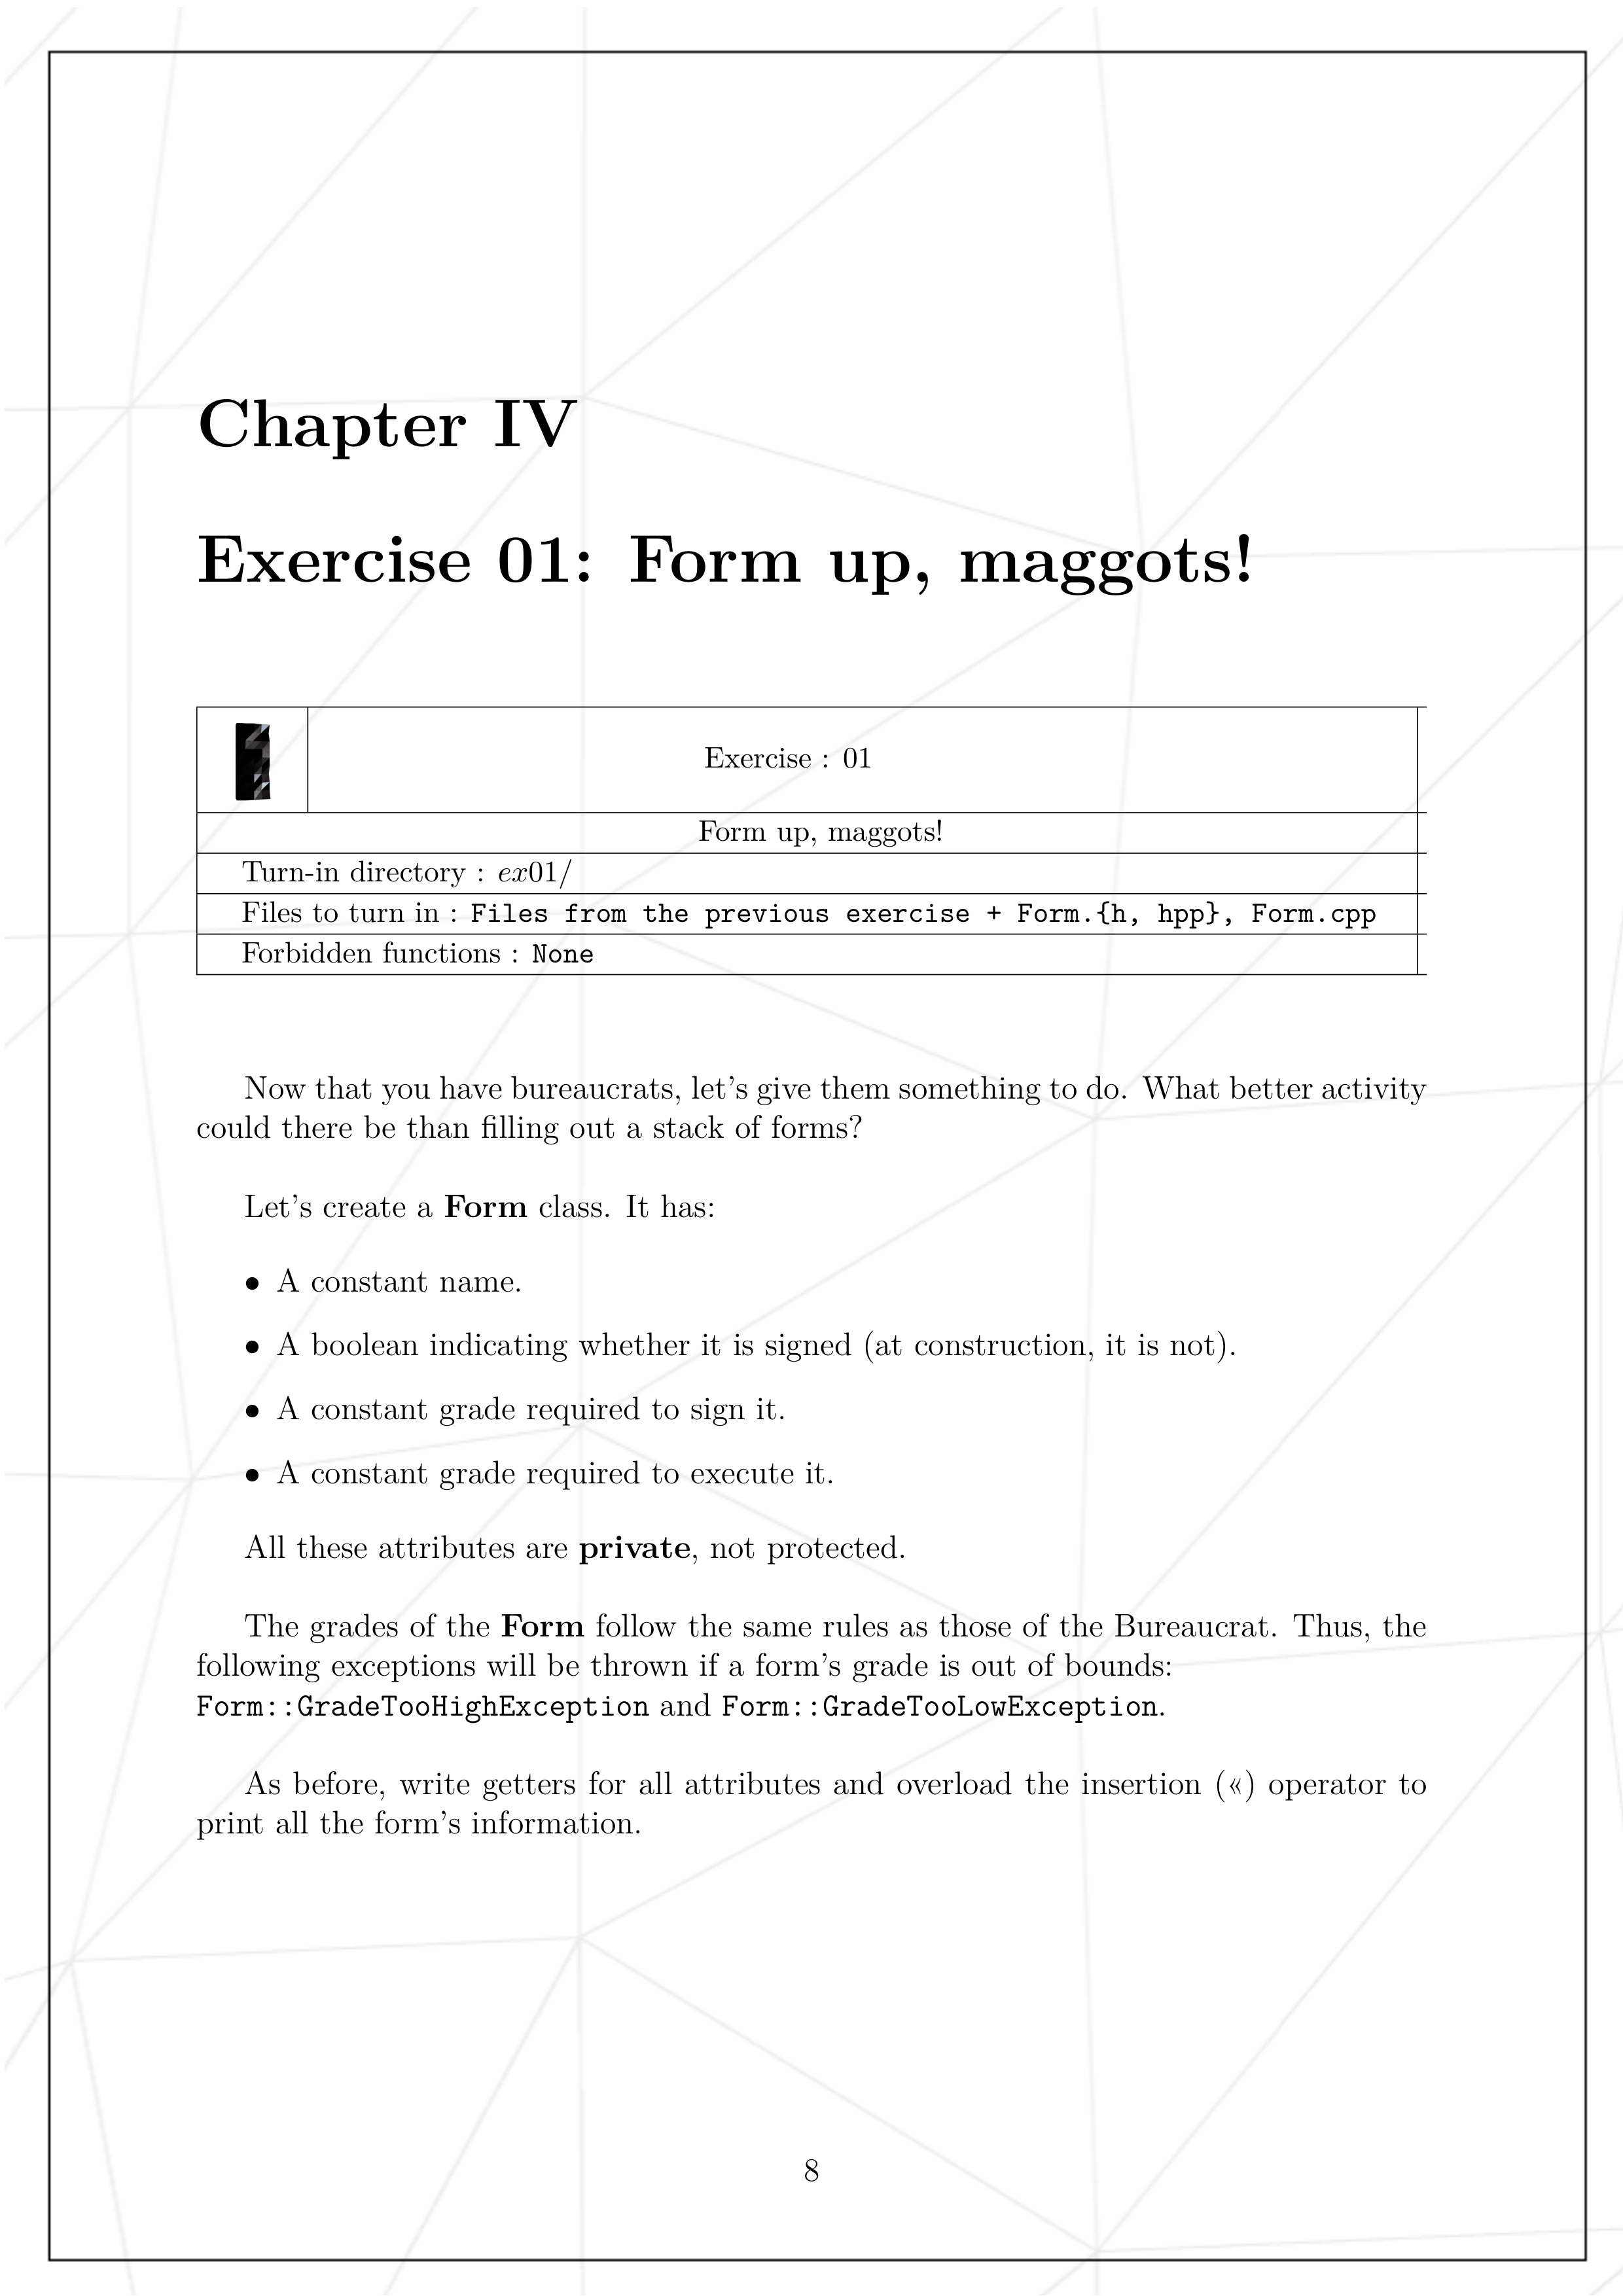 Chapter IV
Exercise 01: Form up, maggots!
Exercise : 01
Form up, maggots!
Turn-in directory : ex01/
Files to turn in : Files from the previous exercise + Form.{h, hpp}, Form.cpp
Forbidden functions : None
Now that you have bureaucrats, let's give them something to do. What better activity
could there be than filling out a stack of forms?
Let's create a Form class. It has:
• A constant name.
• A boolean indicating whether it is signed (at construction, it is not).
• A constant grade required to sign it.
• A constant grade required to execute it.
All these attributes are private, not protected.
The grades of the Form follow the same rules as those of the Bureaucrat. Thus, the
following exceptions will be thrown if a form's grade is out of bounds:
Form::GradeTooHighException and Form::GradeTooLowException.
As before, write getters for all attributes and overload the insertion («) operator to
print all the form's information.
8